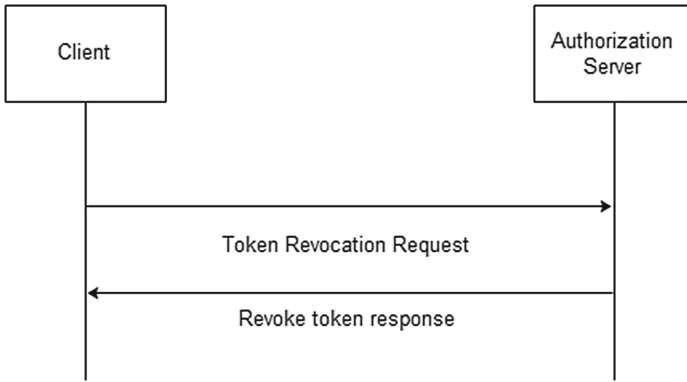 Client
Authorization
Server
Token Revocation Request
Revoke token response